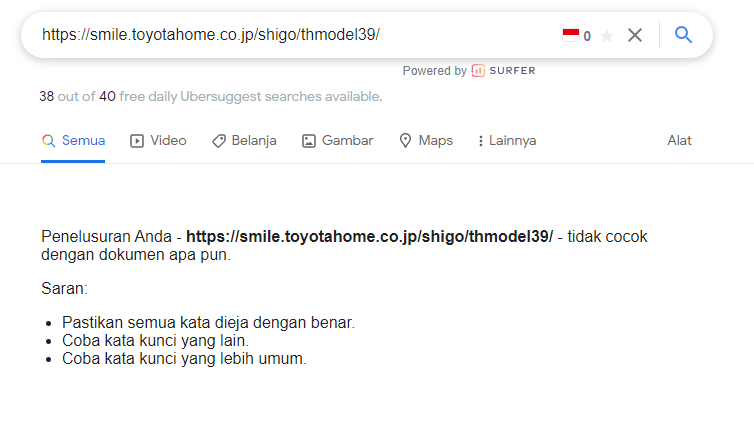 https://smile.toyotahome.co.jp/shigo/thmodel39/ 0
Powered by SURFER
38 out of 40 free daily Ubersuggest searches available.
Semua Video Belanja Gambar Maps Lainnya Alat
Penelusuran Anda - https://smile.toyotahome.co.jp/shigo/thmodel39/ - tidak cocok
dengan dokumen apa pun.
Saran:
• Pastikan semua kata dieja dengan benar.
• Coba kata kunci yang lain.
• Coba kata kunci yang lebih umum.